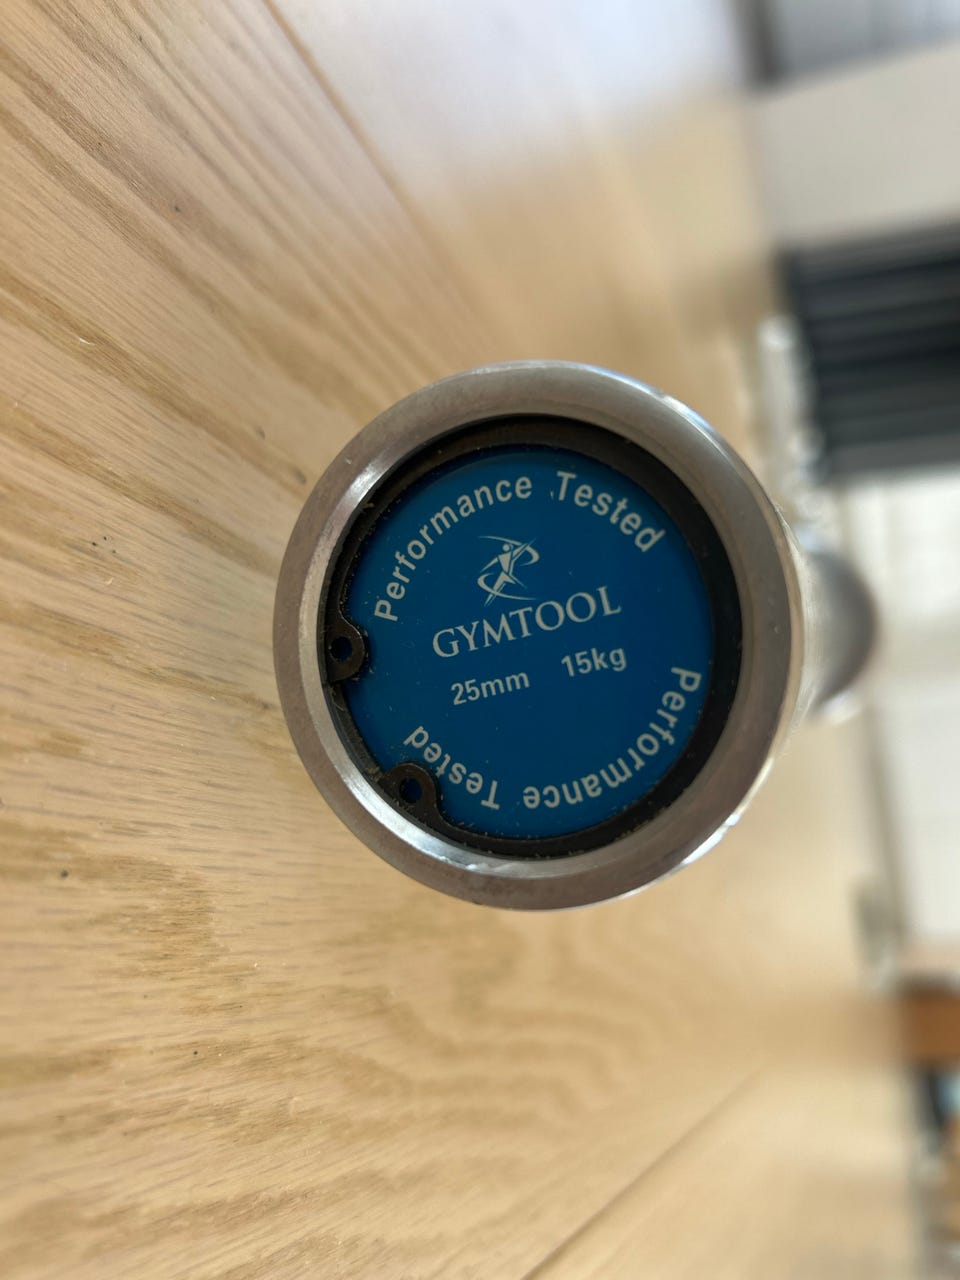 Performance Tested
GYMTOOL
25mm 15kg
Performance Tested